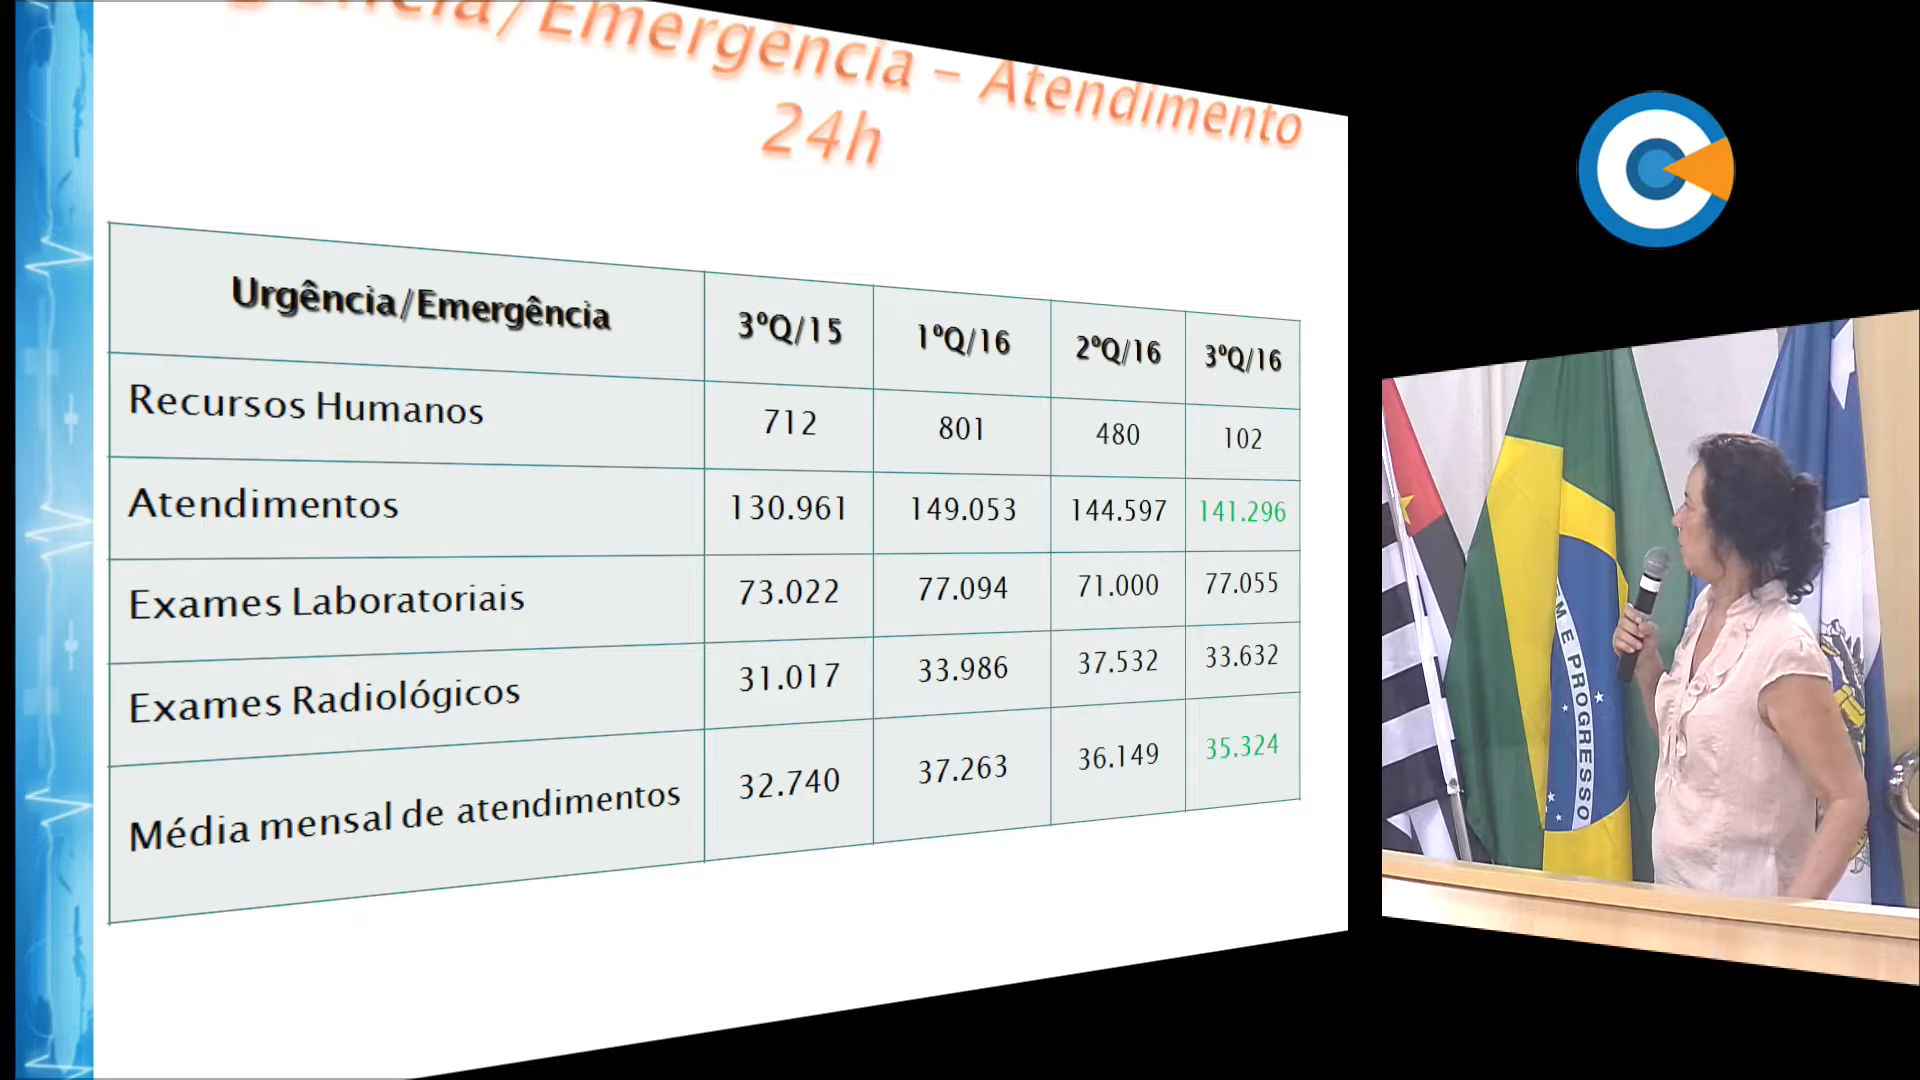 /Emergência – Atendimento
24h
Urgência/Emergência 3ºQ/15 1ºQ/16 2ºQ/16 3ºQ/16
Recursos Humanos 712 801 480 102
Atendimentos 130.961 149.053 144.597 141.296
Exames Laboratoriais 73.022 77.094 71.000 77.055
Exames Radiológicos 31.017 33.986 37.532 33.632
Média mensal de atendimentos 32.740 37.263 36.149 35.324
EM E PROGRESSO